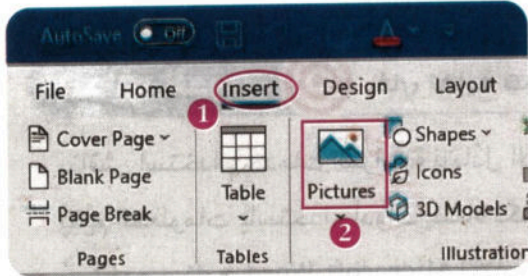 AutoSave Off
File Home Insert Design Layout
1
Cover Page
Blank Page
Page Break
Pages
Table
Tables
Pictures
2
Shapes
Icons
3D Models
Illustration